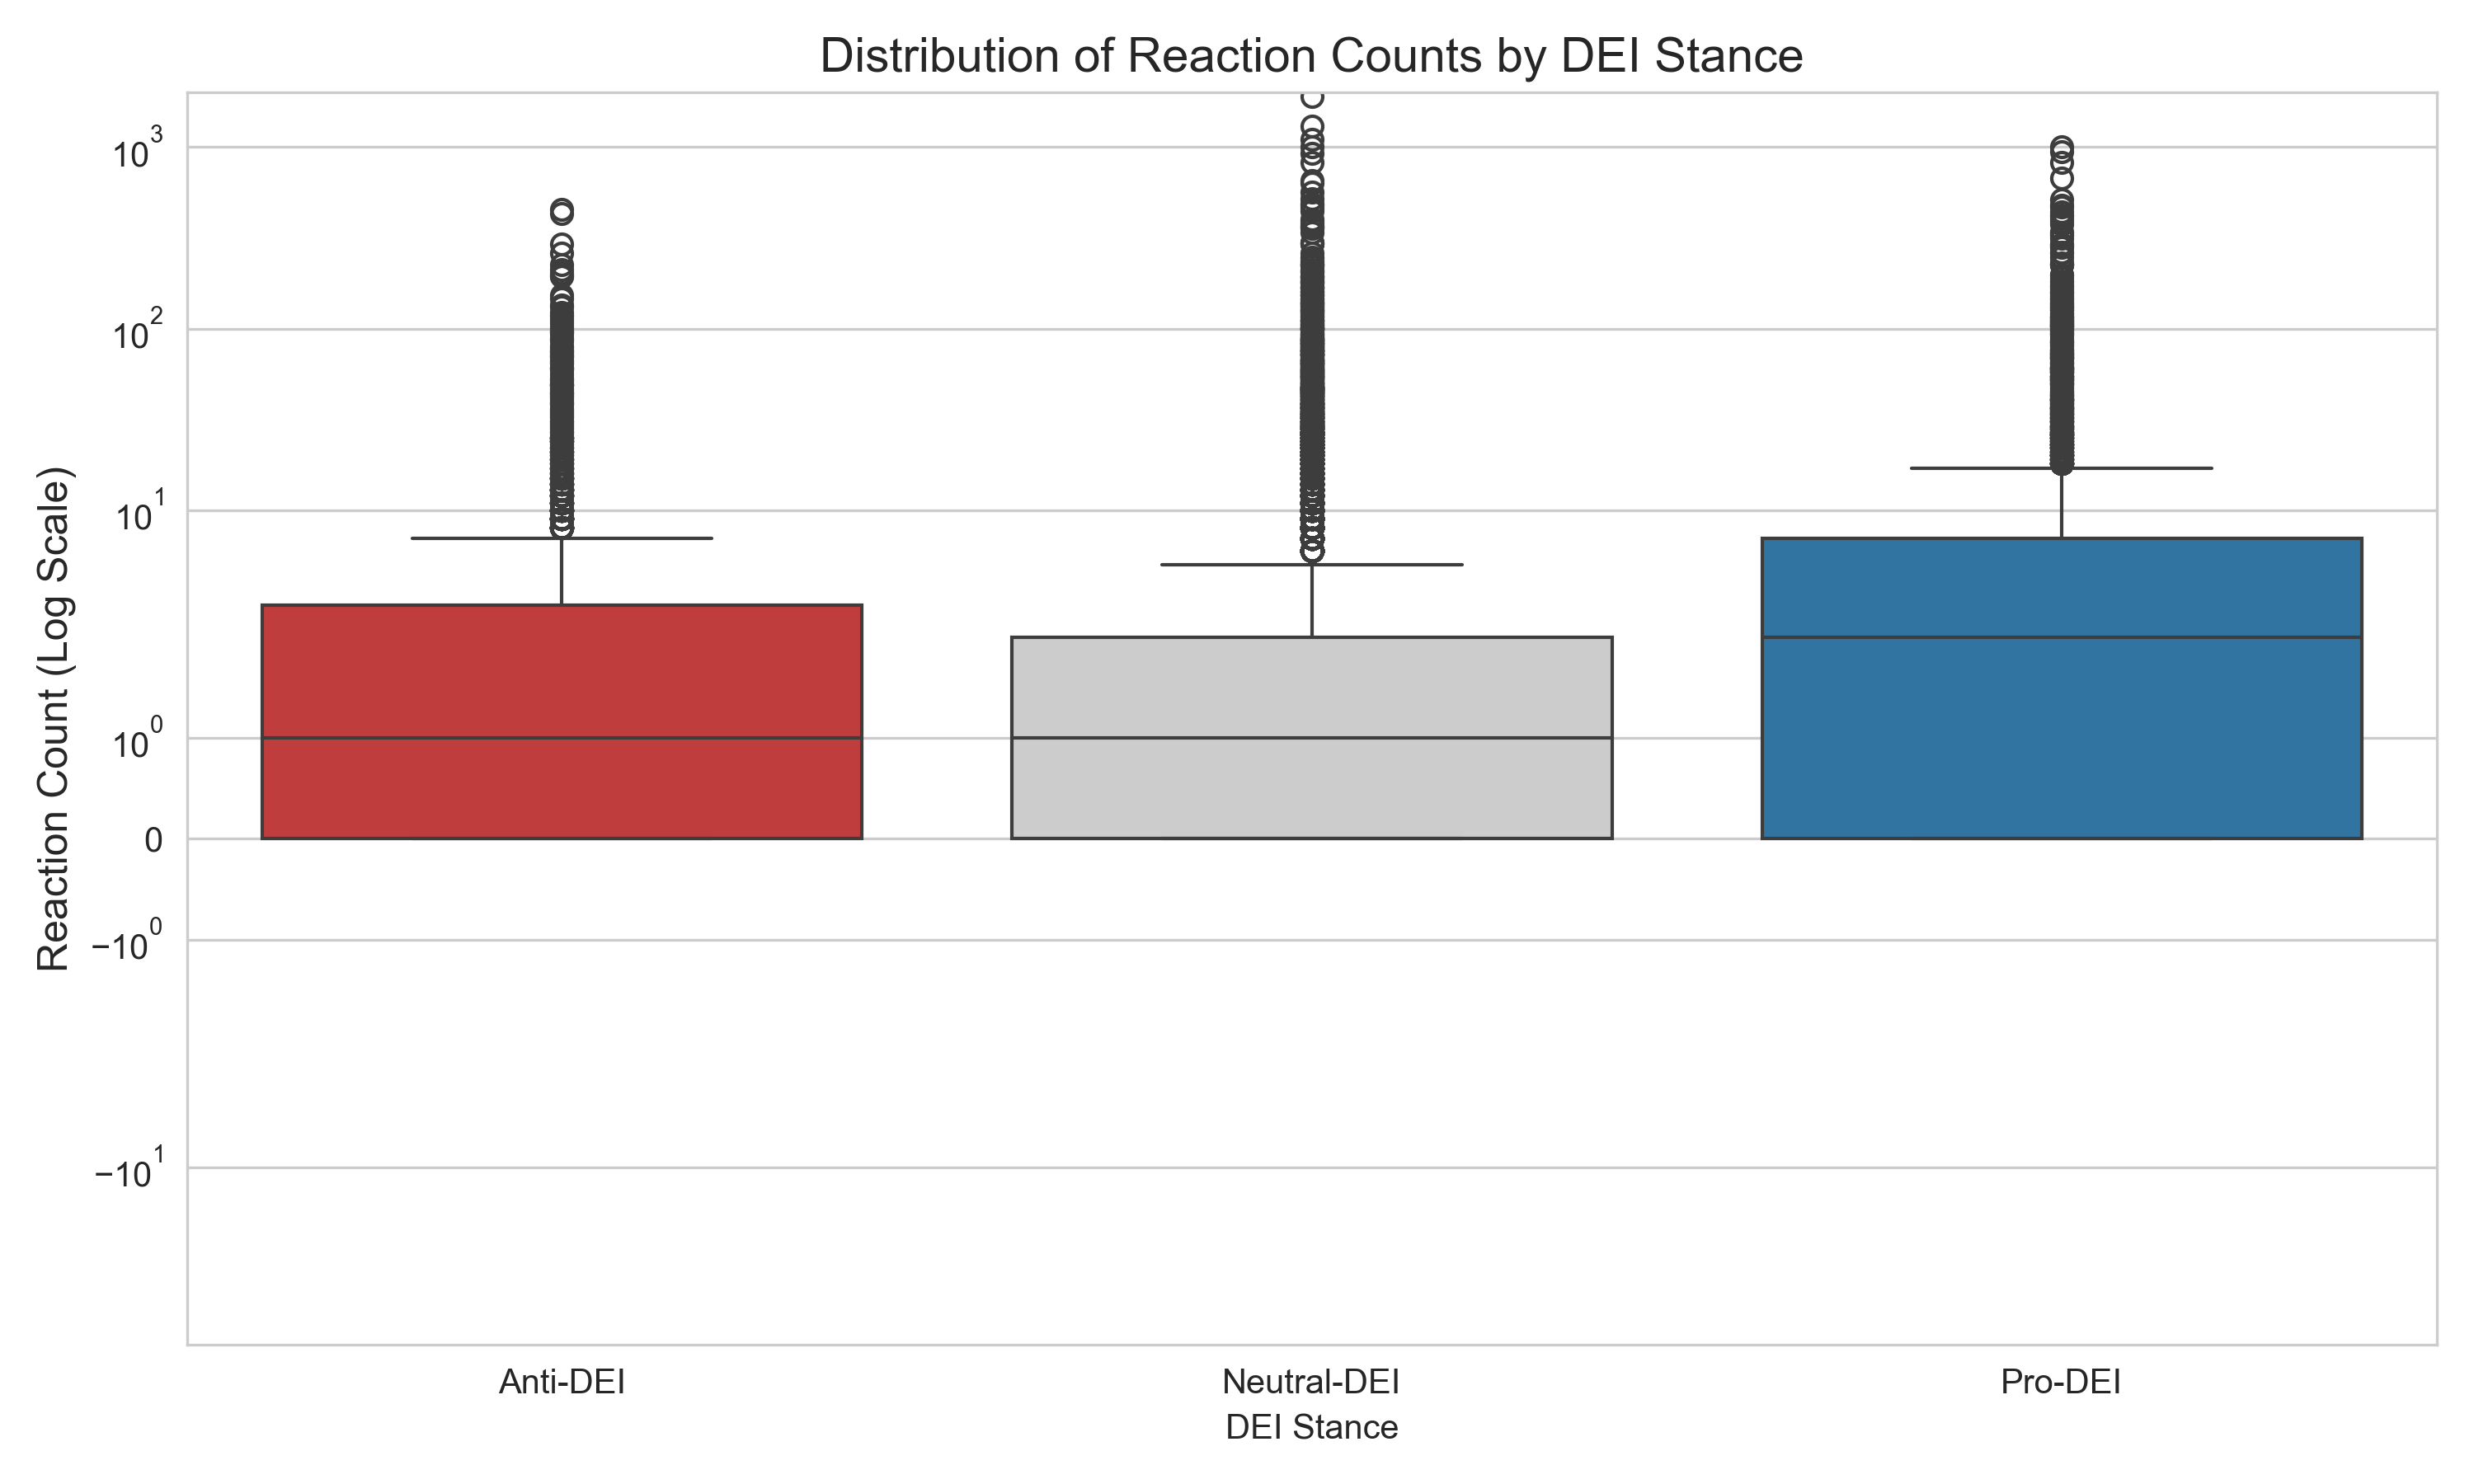 Distribution of Reaction Counts by DEI Stance
Reaction Count (Log Scale)
10³
10²
10¹
10⁰
0
−10⁰
−10¹
Anti-DEI
Neutral-DEI
Pro-DEI
DEI Stance